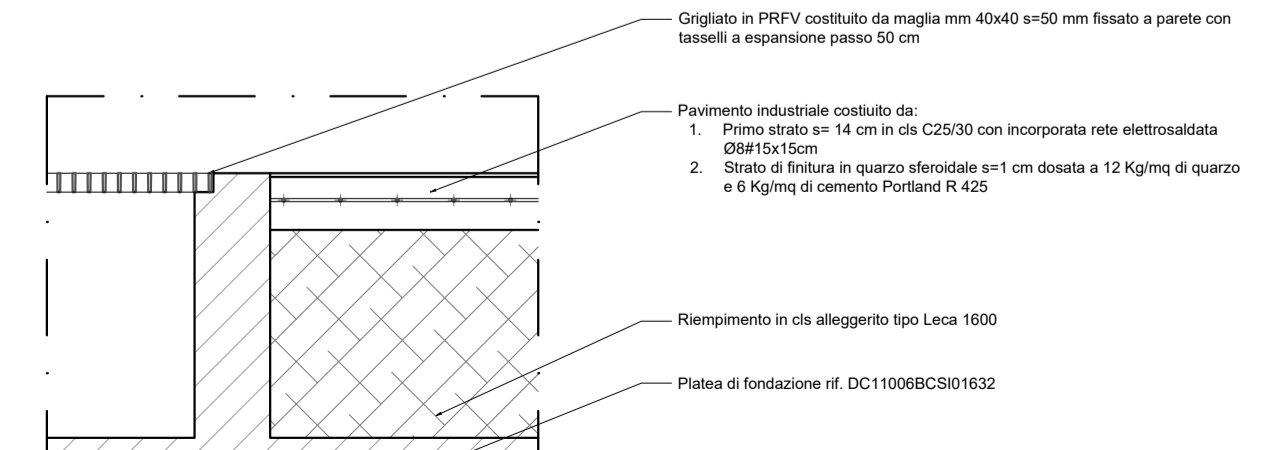 Grigliato in PRFV costituito da maglia mm 40x40 s=50 mm fissato a parete con
tasselli a espansione passo 50 cm
Pavimento industriale costiuito da:
1. Primo strato s= 14 cm in cls C25/30 con incorporata rete elettrosaldata
Ø8#15x15cm
2. Strato di finitura in quarzo sferoidale s=1 cm dosata a 12 Kg/mq di quarzo
e 6 Kg/mq di cemento Portland R 425
Riempimento in cls alleggerito tipo Leca 1600
Platea di fondazione rif. DC11006BCSI01632